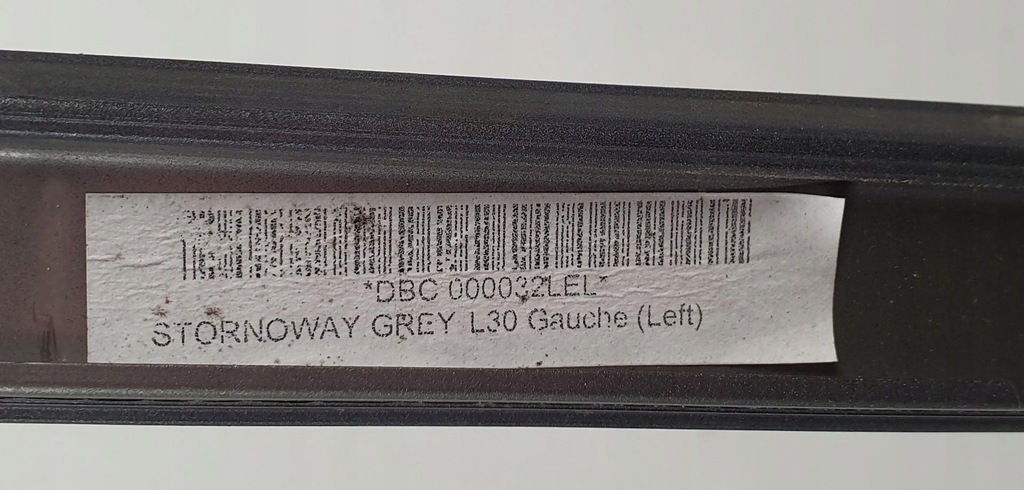 *DBC 000032LEL*
STORNOWAY GREY L30 Gauche (Left)